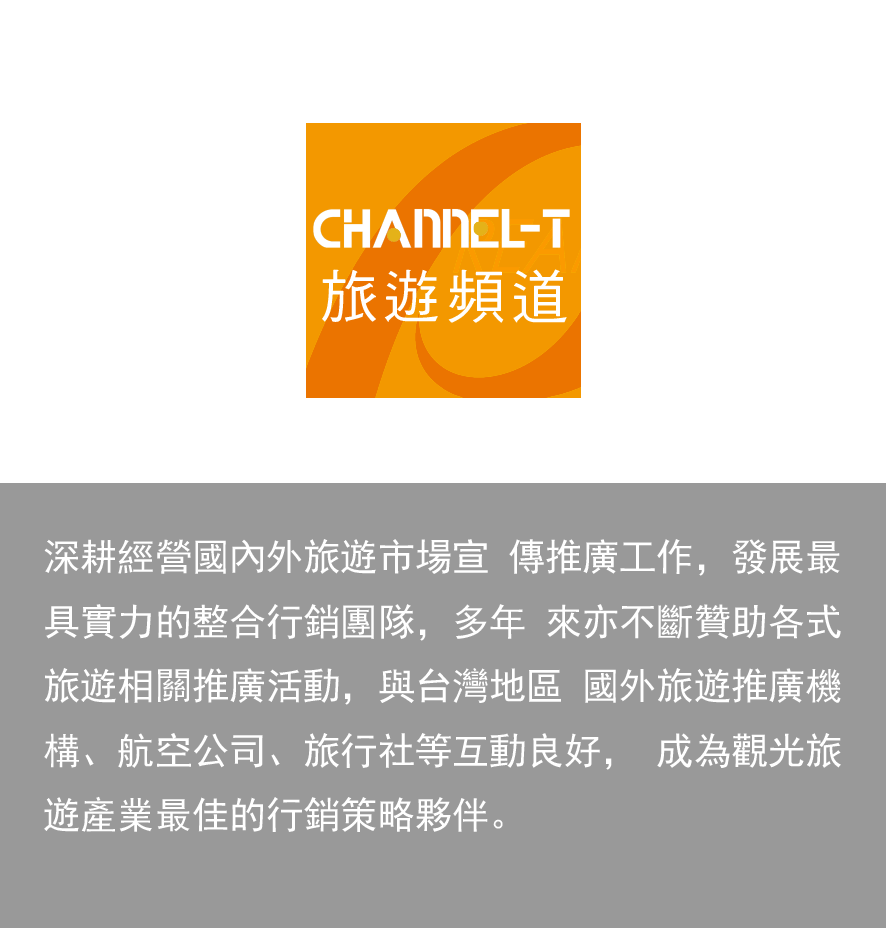 CHANNEL-T
旅遊頻道
深耕經營國內外旅遊市場宣 傳推廣工作，發展最
具實力的整合行銷團隊，多年 來亦不斷贊助各式
旅遊相關推廣活動，與台灣地區 國外旅遊推廣機
構、航空公司、旅行社等互動良好， 成為觀光旅
遊產業最佳的行銷策略夥伴。